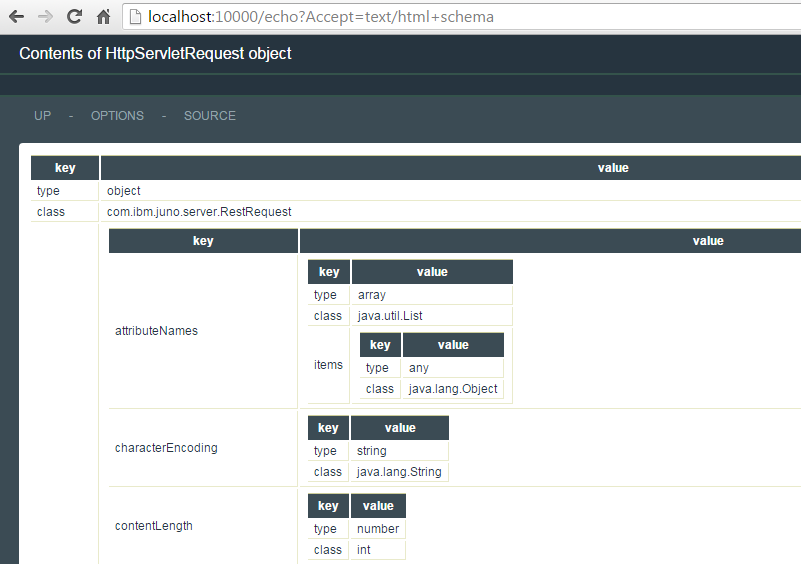 localhost:10000/echo?Accept=text/html+schema
Contents of HttpServletRequest object
UP - OPTIONS - SOURCE
key value
type object
class com.ibm.juno.server.RestRequest
key value
key value
type array
class java.util.List
attributeNames
key value
items
type any
class java.lang.Object
key value
characterEncoding
type string
class java.lang.String
key value
contentLength
type number
class int